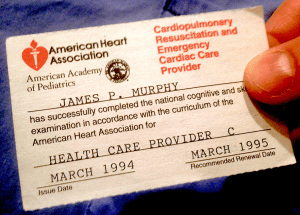 American Heart
Association
American Academy
of Pediatrics
Cardiopulmonary
Resuscitation and
Emergency
Cardiac Care
Provider
JAMES P. MURPHY
has successfully completed the national cognitive and
examination in accordance with the curriculum of the
American Heart Association for
HEALTH CARE PROVIDER C
MARCH 1994
MARCH 1995
Issue Date
Recommended Renewal Date